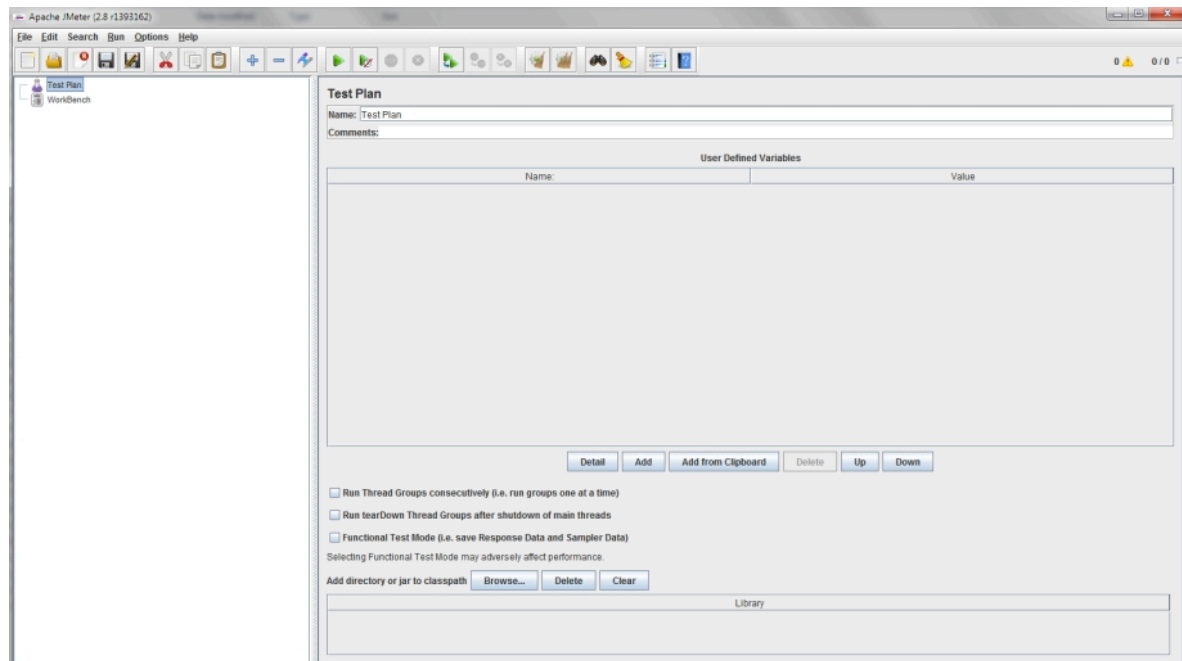 Apache JMeter (2.8 r1393162)
File Edit Search Run Options Help
0 0/0
Test Plan
WorkBench
Test Plan
Name: Test Plan
Comments:
User Defined Variables
Name: Value
Detail Add Add from Clipboard Delete Up Down
Run Thread Groups consecutively (i.e. run groups one at a time)
Run tearDown Thread Groups after shutdown of main threads
Functional Test Mode (i.e. save Response Data and Sampler Data)
Selecting Functional Test Mode may adversely affect performance.
Add directory or jar to classpath Browse... Delete Clear
Library